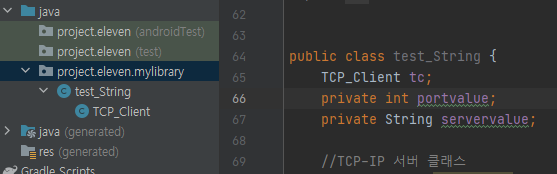 java
project.eleven (androidTest)
project.eleven (test)
project.eleven.mylibrary
test_String
TCP_Client
java (generated)
res (generated)
Gradle Scripts
62
63
64 public class test_String {
65 TCP_Client tc;
66 private int portvalue;
67 private String servervalue;
68
69 //TCP-IP 서버 클래스